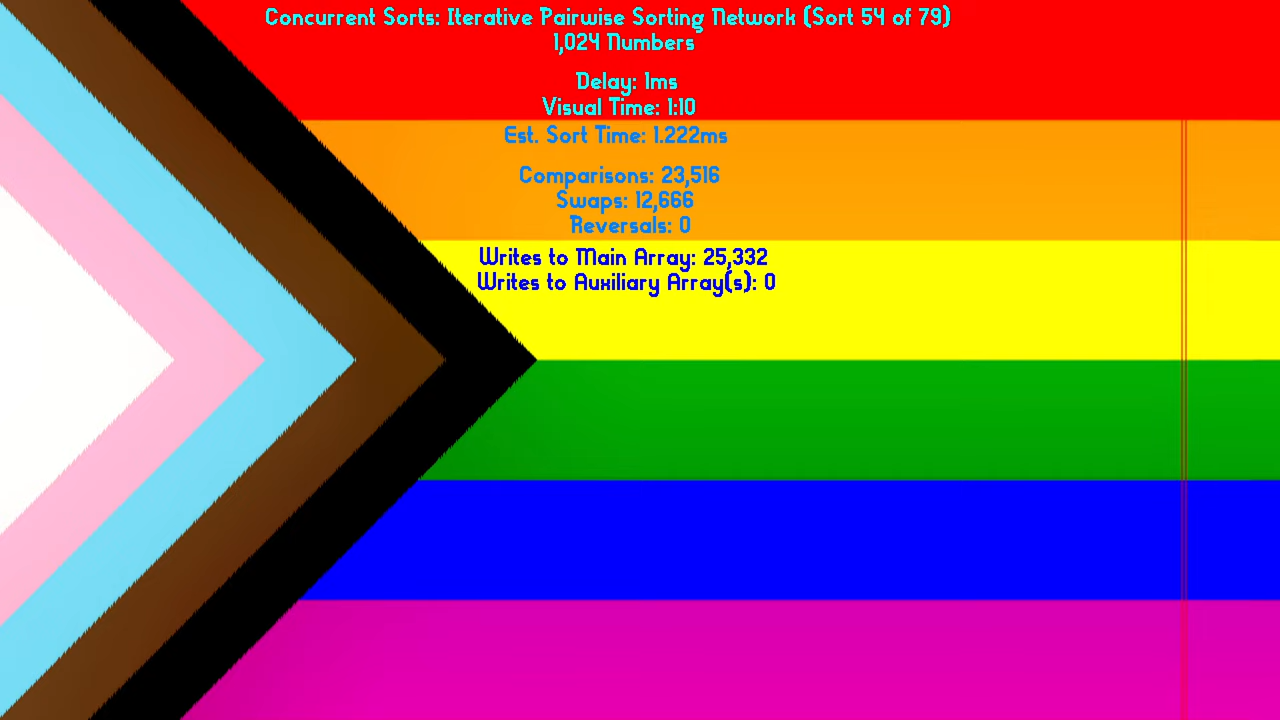 Concurrent Sorts: Iterative Pairwise Sorting Network (Sort 54 of 79)
1,024 Numbers
Delay: 1ms
Visual Time: 1:10
Est. Sort Time: 1.222ms
Comparisons: 23,516
Swaps: 12,666
Reversals: 0
Writes to Main Array: 25,332
Writes to Auxiliary Array(s): 0